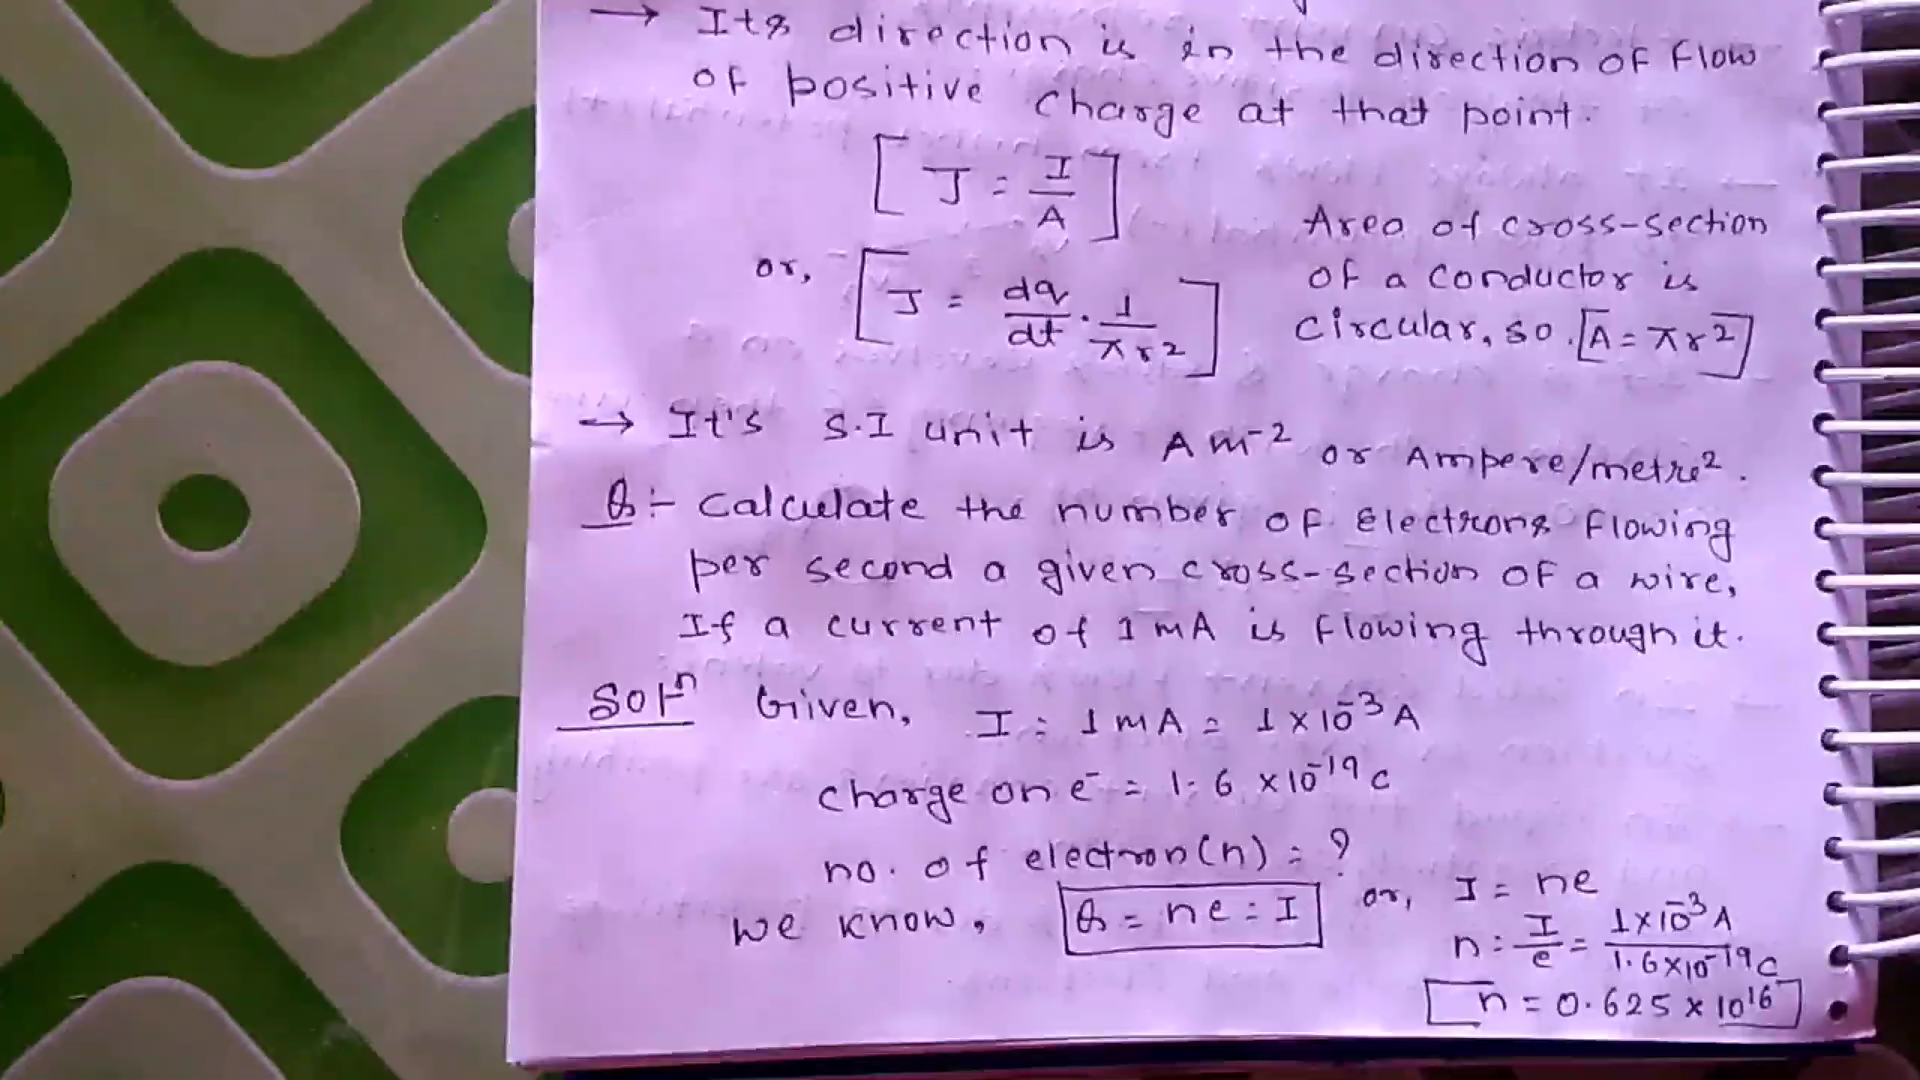 → Its direction is in the direction of flow
of positive charge at that point.
[J = I/A]
or, [J = dq/dt . 1/πr²]
Area of cross-section
of a conductor is
circular, so. [A = πr²]
→ It's S.I unit is A m⁻² or Ampere/metre².
Q:- Calculate the number of electrons flowing
per second a given cross-section of a wire,
If a current of 1 mA is flowing through it.
Solⁿ Given, I = 1 mA = 1 × 10⁻³ A
charge on e⁻ = 1.6 × 10⁻¹⁹ C
no. of electron (n) = ?
we know, Q = ne = I or, I = ne
n = I/e = 1×10⁻³ A / 1.6×10⁻¹⁹ C
n = 0.625 × 10¹⁶